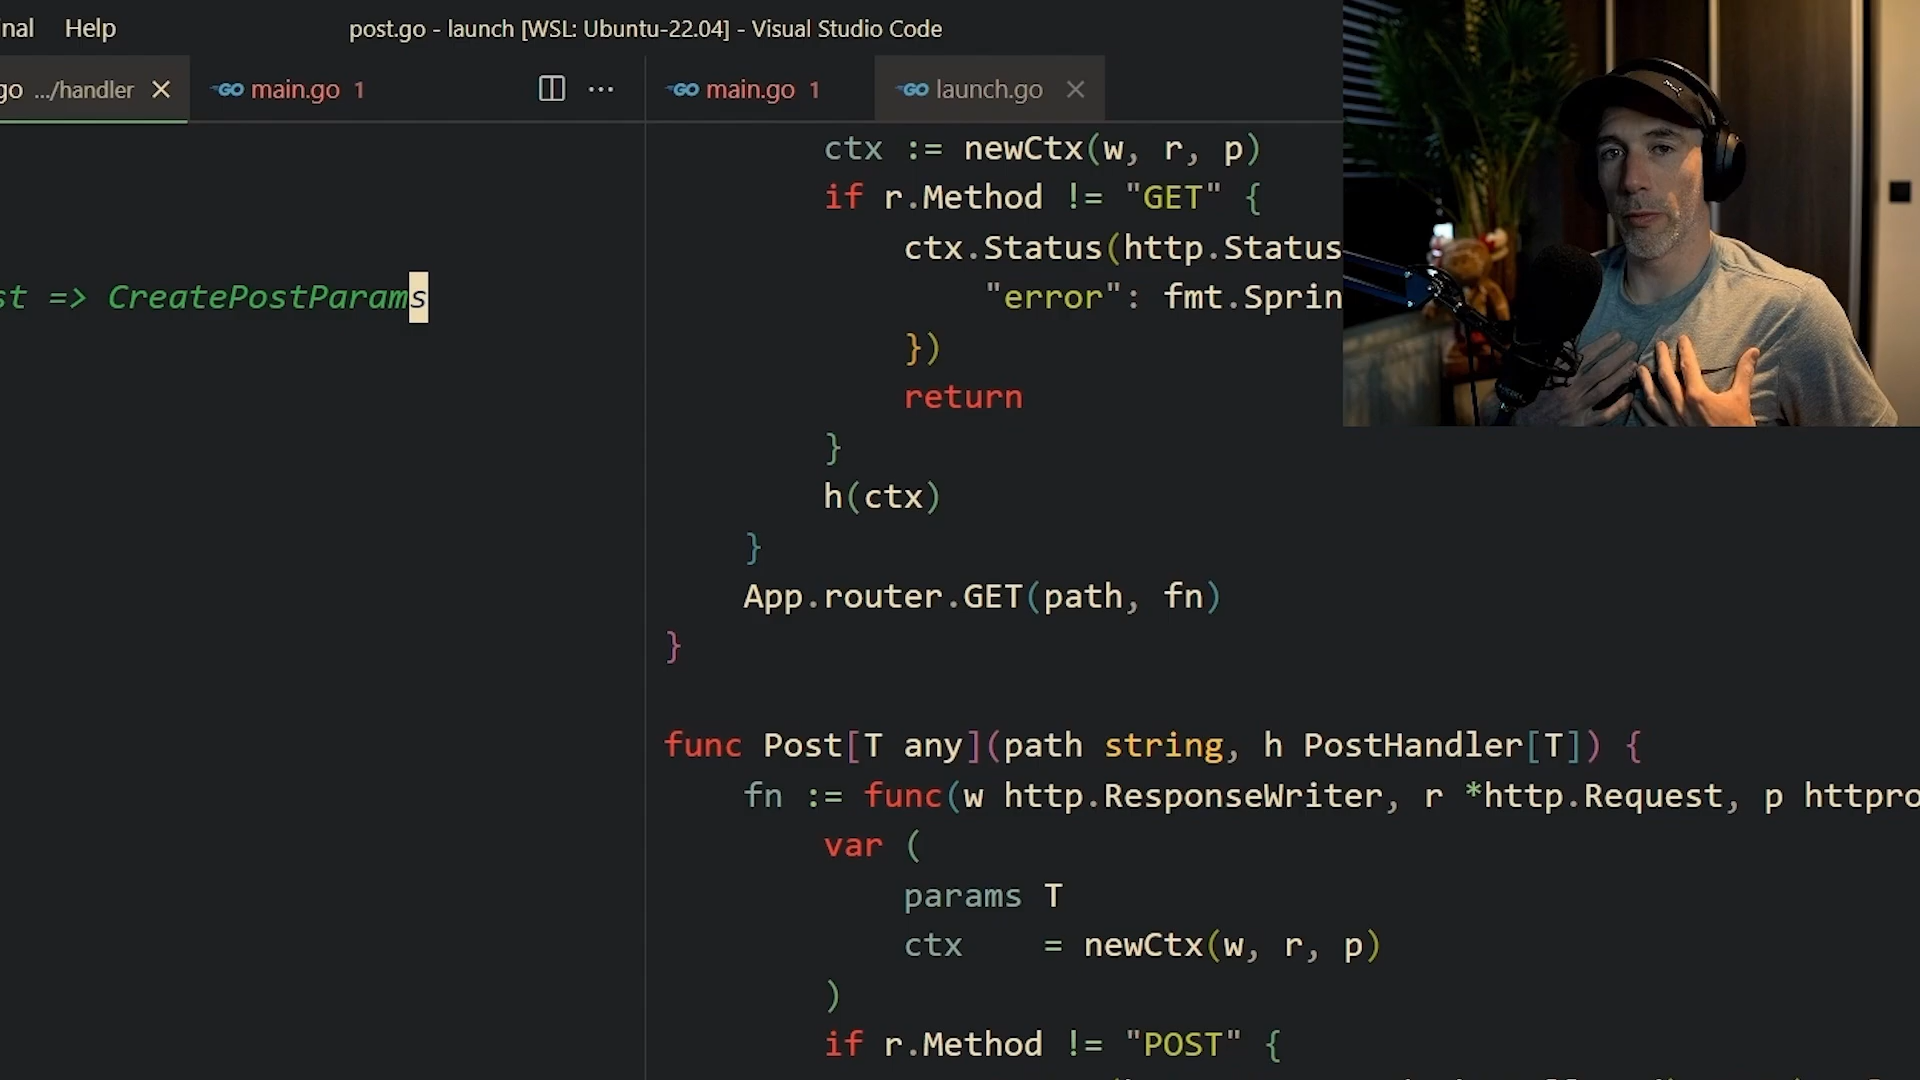 Help
post.go - launch [WSL: Ubuntu-22.04] - Visual Studio Code
.../handler
GO main.go 1
GO main.go 1
GO launch.go
=> CreatePostParams
ctx := newCtx(w, r, p)
if r.Method != "GET" {
ctx.Status(http.Status
"error": fmt.Sprin
})
return
}
h(ctx)
}
App.router.GET(path, fn)
}
func Post[T any](path string, h PostHandler[T]) {
fn := func(w http.ResponseWriter, r *http.Request, p httpro
var (
params T
ctx = newCtx(w, r, p)
)
if r.Method != "POST" {